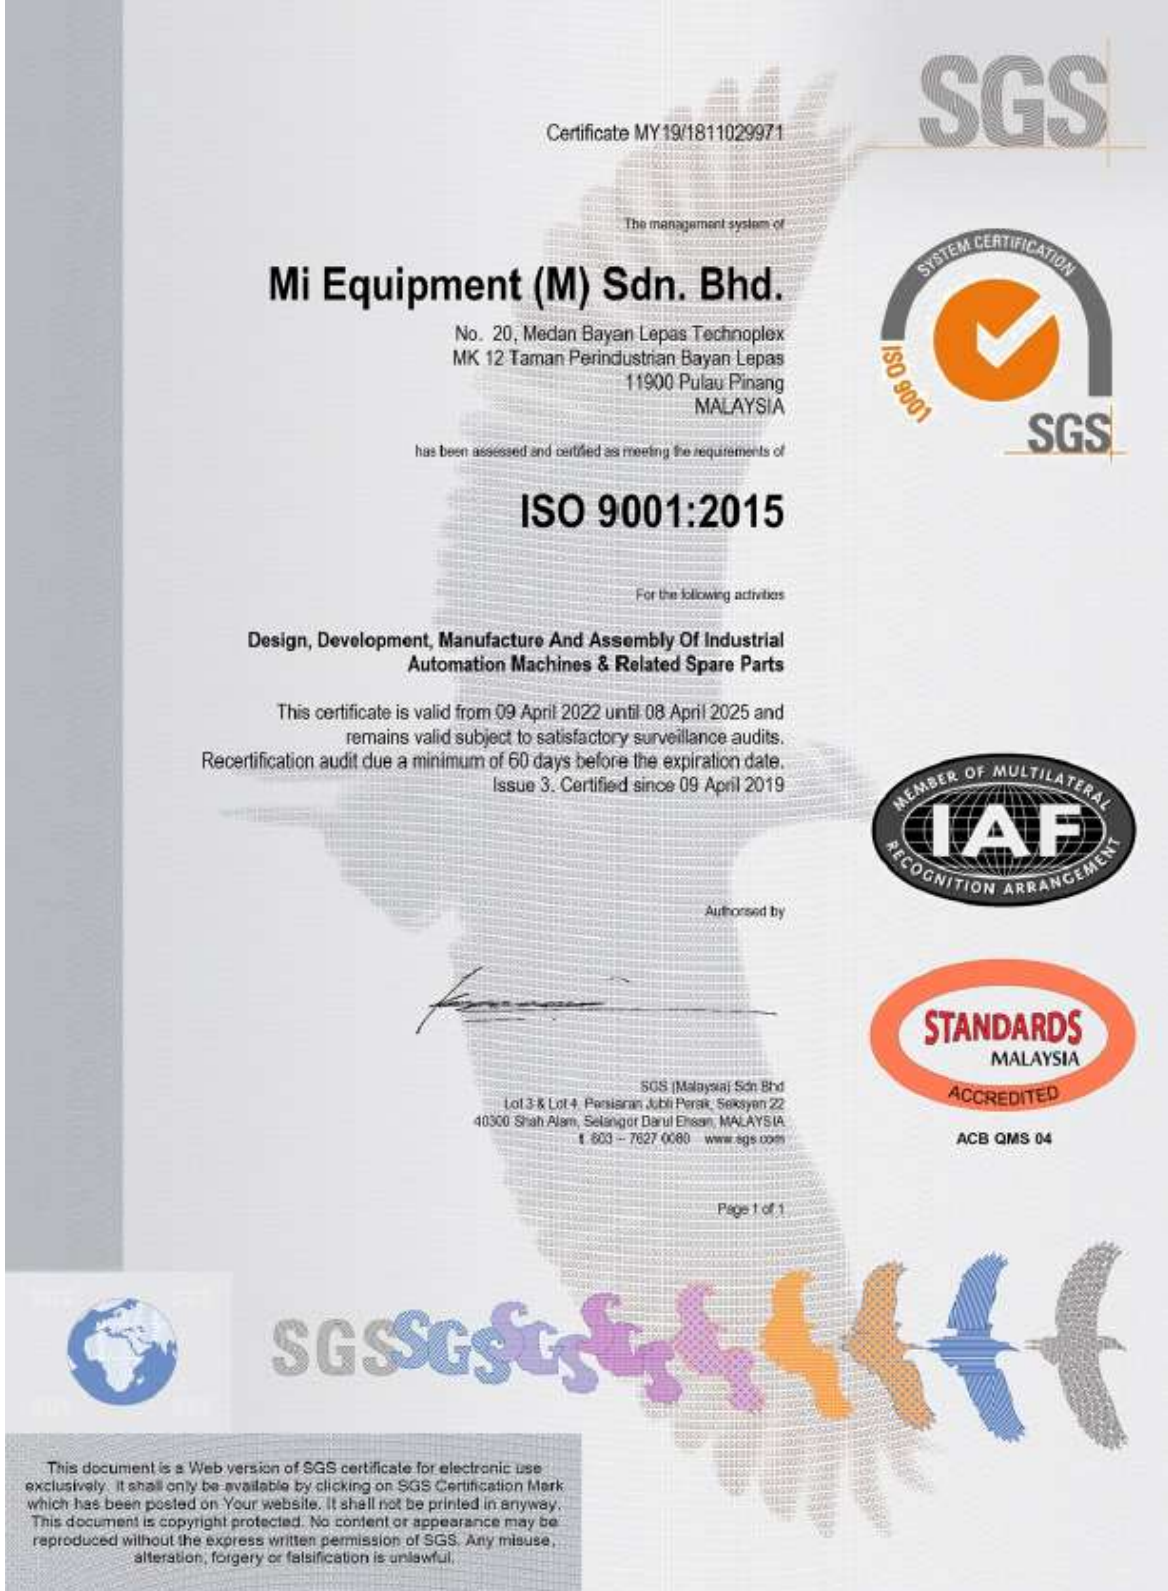 SGS
Certificate MY19/1811029971
The management system of
Mi Equipment (M) Sdn. Bhd.
No. 20, Medan Bayan Lepas Technoplex
MK 12 Taman Perindustrian Bayan Lepas
11900 Pulau Pinang
MALAYSIA
SYSTEM CERTIFICATION
ISO 9001
SGS
has been assessed and certified as meeting the requirements of
ISO 9001:2015
For the following activities
Design, Development, Manufacture And Assembly Of Industrial
Automation Machines & Related Spare Parts
This certificate is valid from 09 April 2022 until 08 April 2025 and
remains valid subject to satisfactory surveillance audits.
Recertification audit due a minimum of 60 days before the expiration date.
Issue 3. Certified since 09 April 2019
MEMBER OF MULTILATERAL
IAF
RECOGNITION ARRANGEMENT
Authorised by
STANDARDS
MALAYSIA
ACCREDITED
ACB QMS 04
SGS (Malaysia) Sdn Bhd
Lot 3 & Lot 4, Persiaran Jubli Perak, Seksyen 22
40300 Shah Alam, Selangor Darul Ehsan, MALAYSIA
t. 603 – 7627 0080 www.sgs.com
Page 1 of 1
SGS SGS SGS
This document is a Web version of SGS certificate for electronic use
exclusively. It shall only be available by clicking on SGS Certification Mark
which has been posted on Your website. It shall not be printed in anyway.
This document is copyright protected. No content or appearance may be
reproduced without the express written permission of SGS. Any misuse,
alteration, forgery or falsification is unlawful.